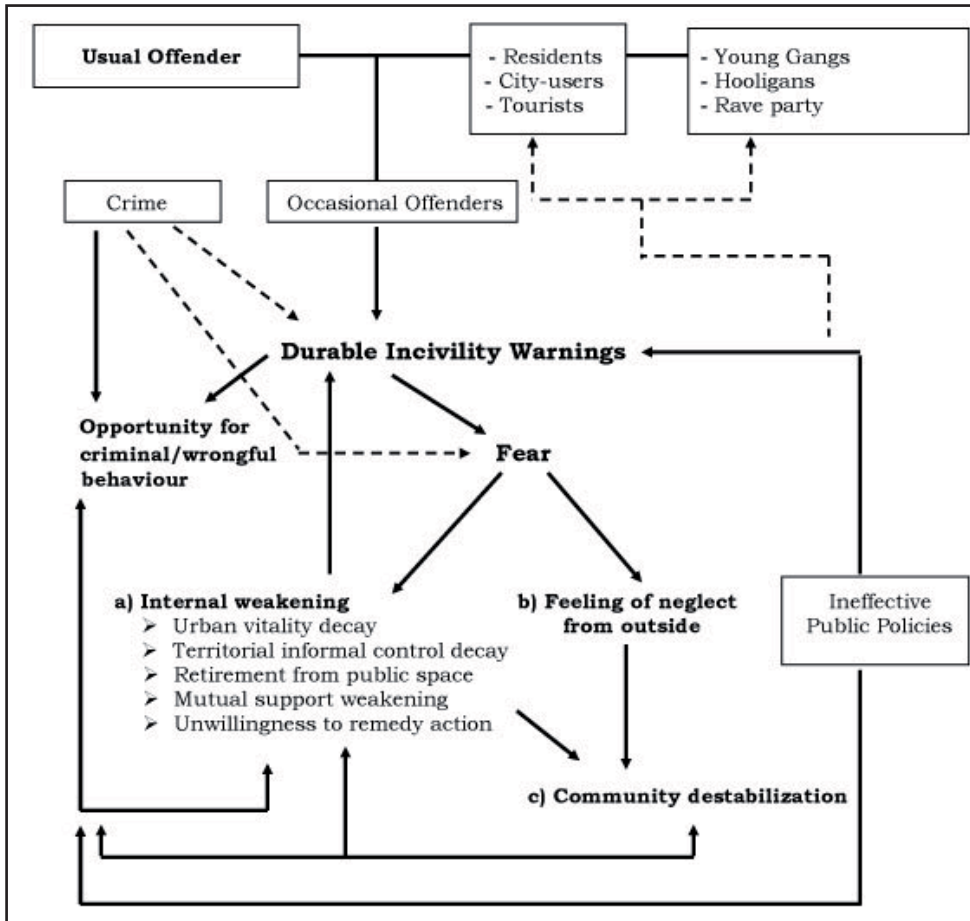 Usual Offender
- Residents
- City-users
- Tourists
- Young Gangs
- Hooligans
- Rave party
Crime
Occasional Offenders
Durable Incivility Warnings
Opportunity for
criminal/wrongful
behaviour
Fear
a) Internal weakening
➢ Urban vitality decay
➢ Territorial informal control decay
➢ Retirement from public space
➢ Mutual support weakening
➢ Unwillingness to remedy action
b) Feeling of neglect
from outside
Ineffective
Public Policies
c) Community destabilization